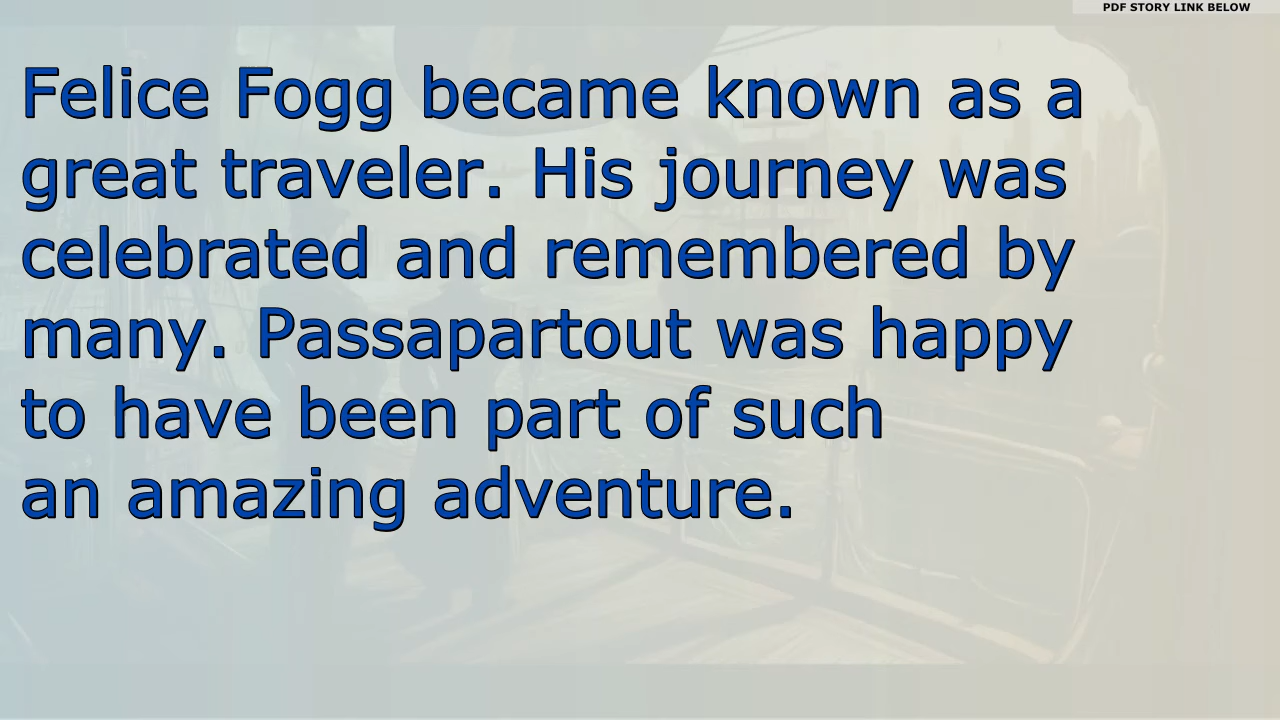 PDF STORY LINK BELOW
Felice Fogg became known as a
great traveler. His journey was
celebrated and remembered by
many. Passapartout was happy
to have been part of such
an amazing adventure.